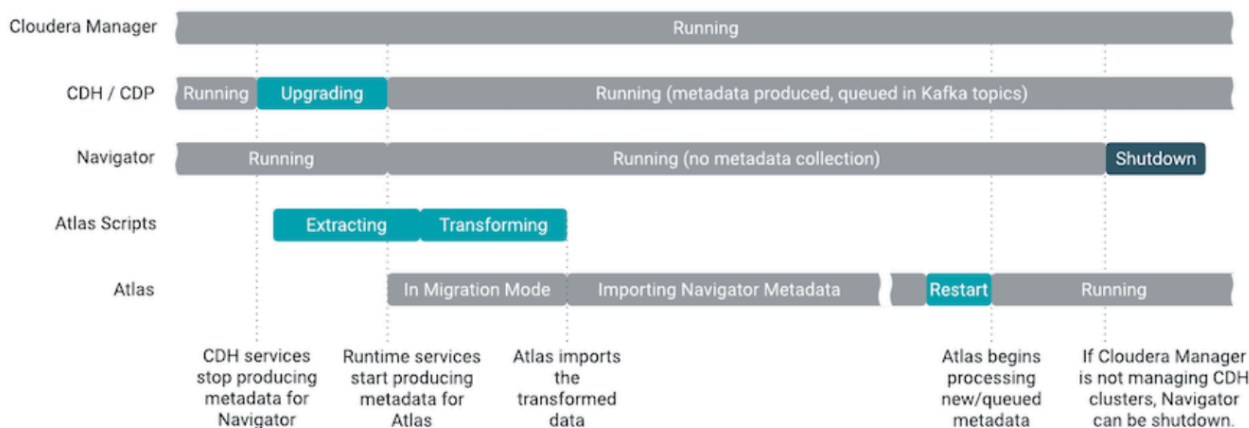 Cloudera Manager
Running
CDH / CDP
Running
Upgrading
Running (metadata produced, queued in Kafka topics)
Navigator
Running
Running (no metadata collection)
Shutdown
Atlas Scripts
Extracting
Transforming
Atlas
In Migration Mode
Importing Navigator Metadata
Restart
Running
CDH services
stop producing
metadata for
Navigator
Runtime services
start producing
metadata for
Atlas
Atlas imports
the
transformed
data
Atlas begins
processing
new/queued
metadata
If Cloudera Manager
is not managing CDH
clusters, Navigator
can be shutdown.